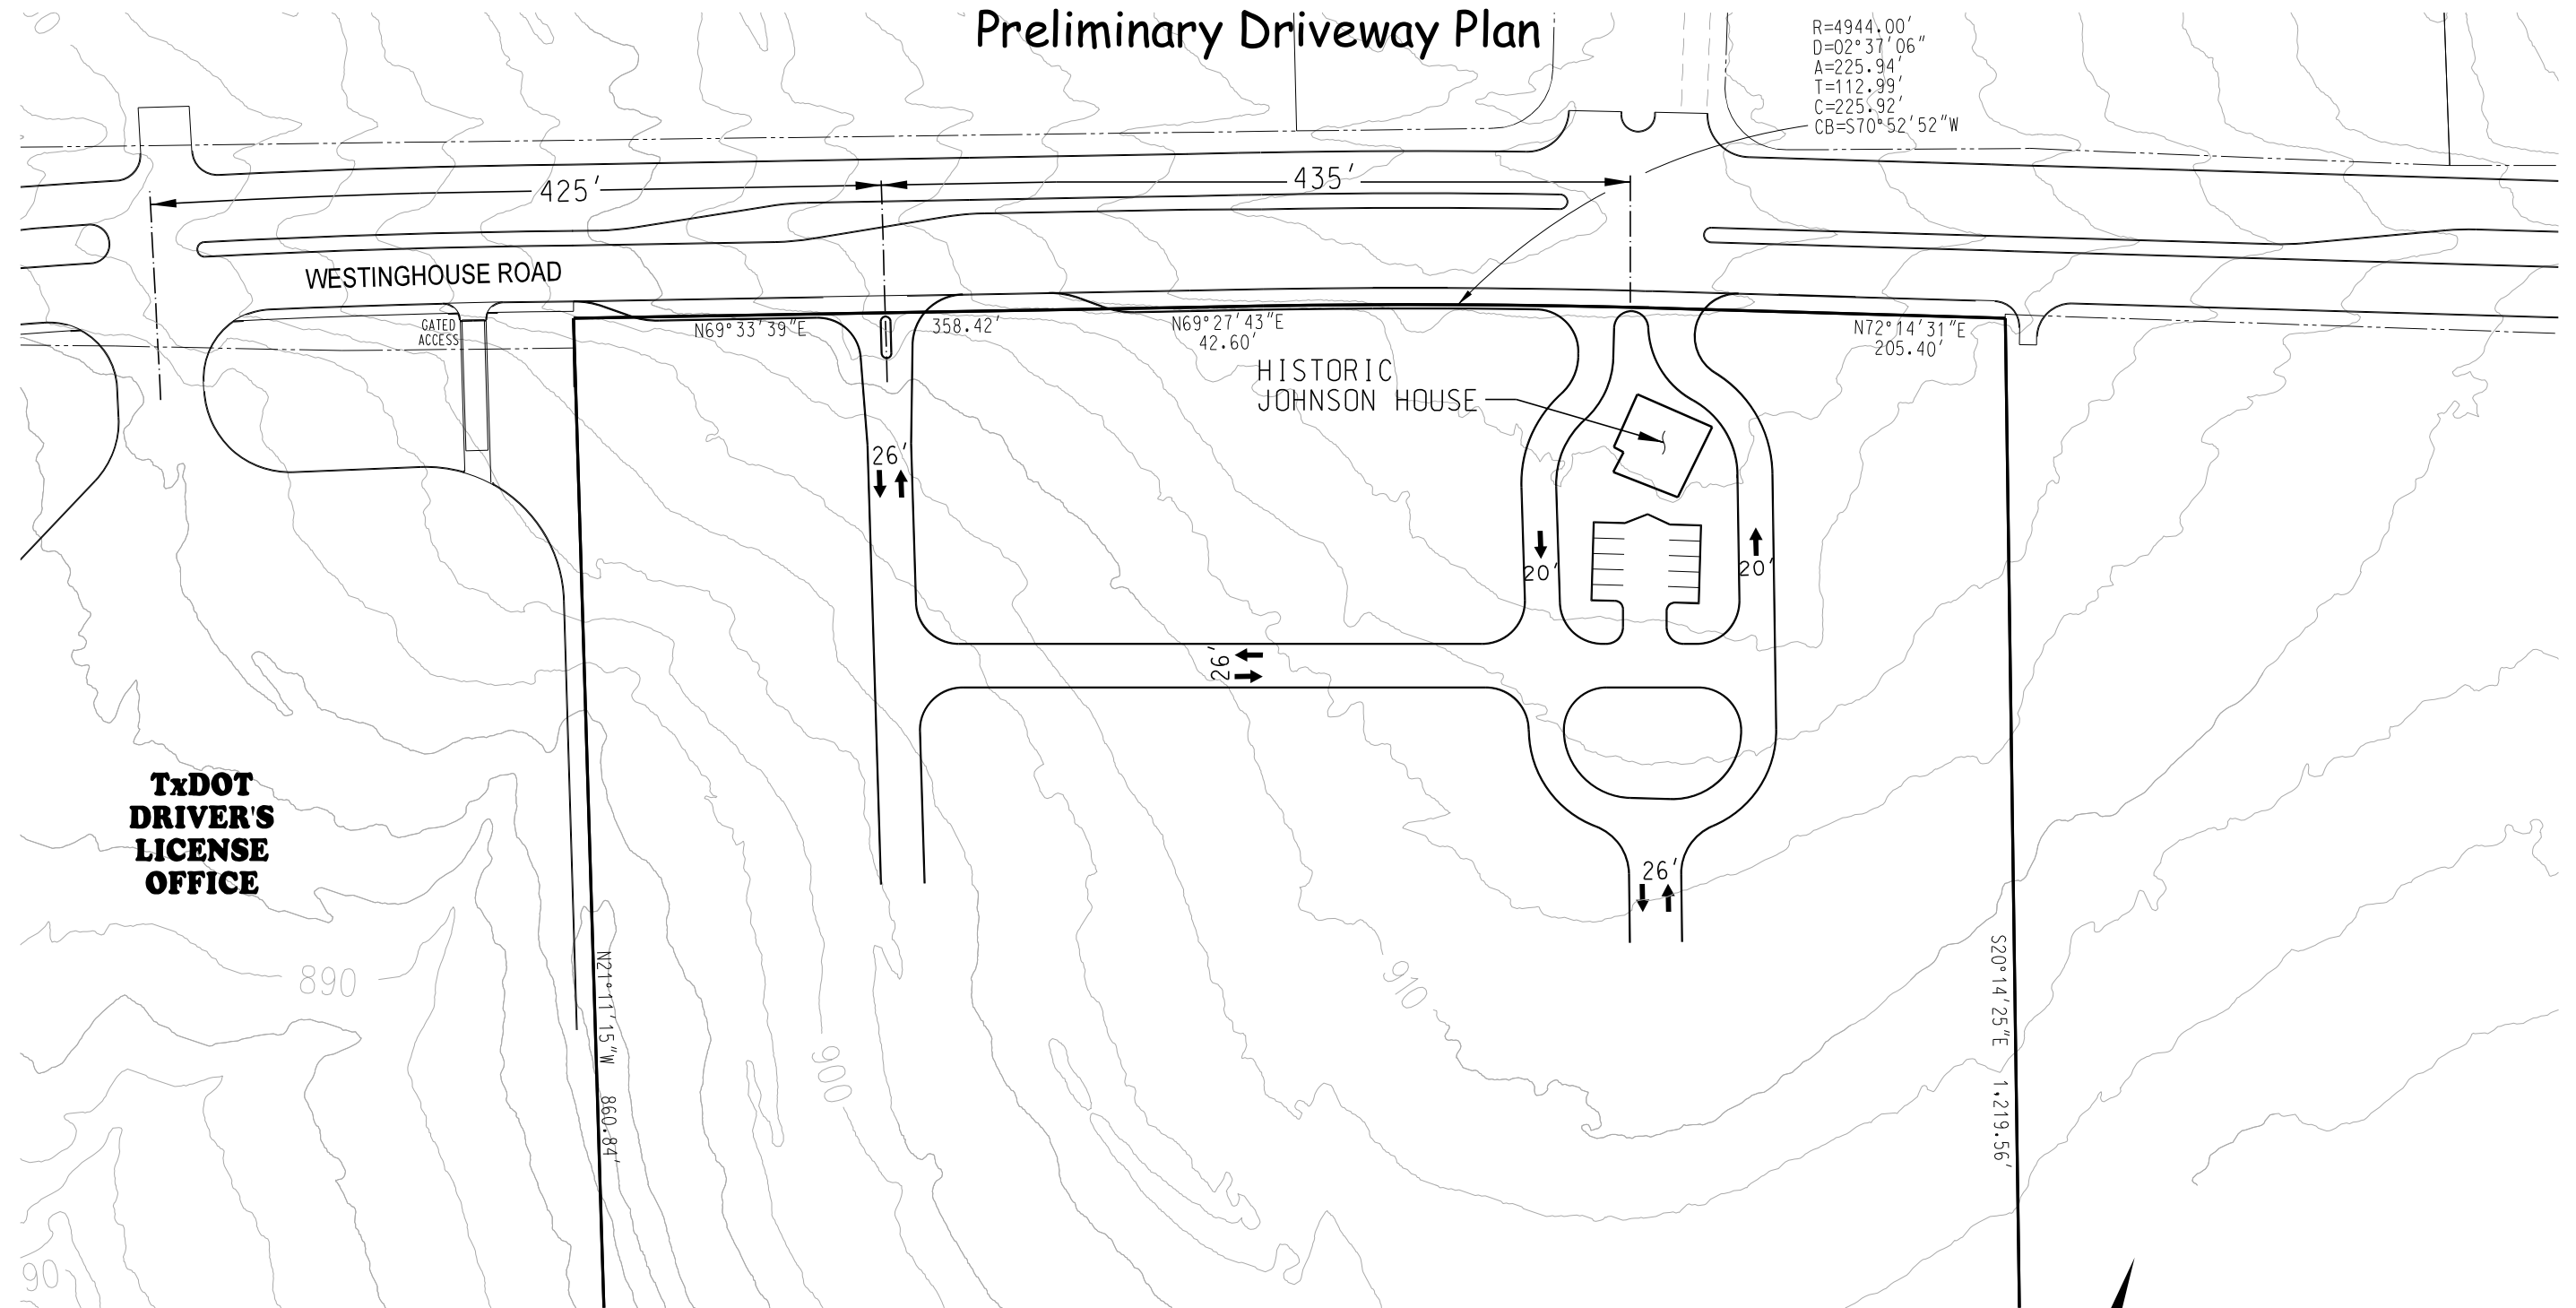 Preliminary Driveway Plan
R=4944.00'
D=02°37'06"
A=225.94'
T=112.99'
C=225.92'
CB=S70°52'52"W
425'
435'
WESTINGHOUSE ROAD
GATED
ACCESS
N69°33'39"E
358.42'
N69°27'43"E
42.60'
N72°14'31"E
205.40'
HISTORIC
JOHNSON HOUSE
26'
20'
20'
26'
TxDOT
DRIVER'S
LICENSE
OFFICE
26'
890
910
900
N21°11'15"W 860.84'
S20°14'25"E 1,219.56'
90